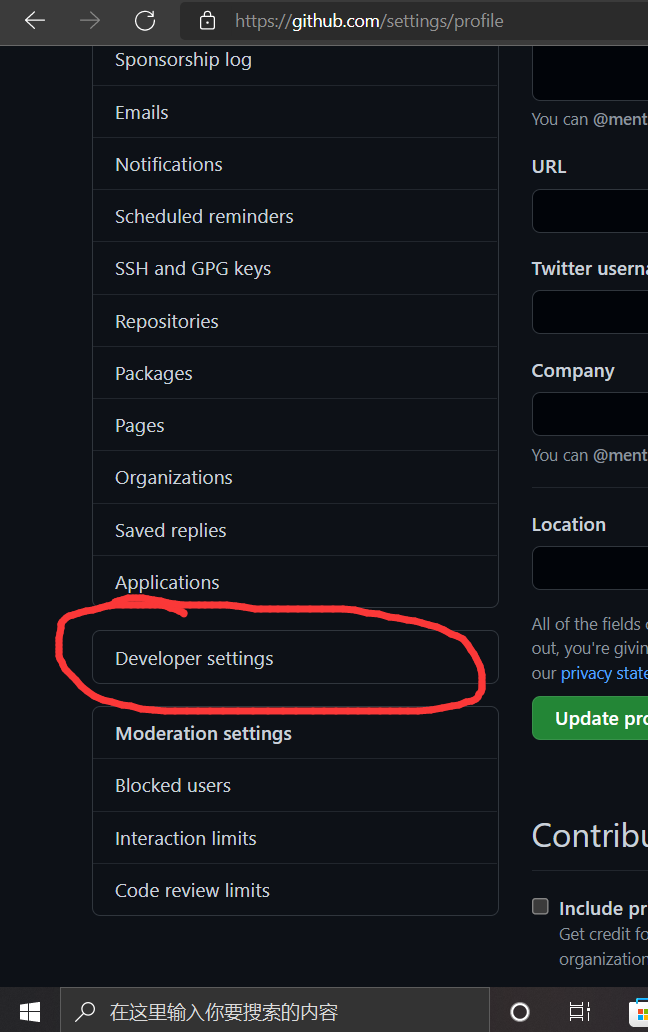 https://github.com/settings/profile
Sponsorship log
Emails
Notifications
Scheduled reminders
SSH and GPG keys
Repositories
Packages
Pages
Organizations
Saved replies
Applications
Developer settings
Moderation settings
Blocked users
Interaction limits
Code review limits
You can @ment
URL
Twitter userna
Company
You can @ment
Location
All of the fields
out, you're givin
our privacy state
Update pro
Contribu
Include pr
Get credit fo
organization
在这里输入你要搜索的内容